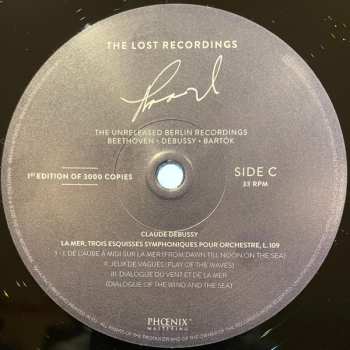 THE LOST RECORDINGS
THE UNRELEASED BERLIN RECORDINGS
BEETHOVEN • DEBUSSY • BARTÓK
1ST EDITION OF 3000 COPIES
SIDE C
33 RPM
CLAUDE DEBUSSY
LA MER, TROIS ESQUISSES SYMPHONIQUES POUR ORCHESTRE, L. 109
I. DE L'AUBE À MIDI SUR LA MER (FROM DAWN TILL NOON ON THE SEA)
II. JEUX DE VAGUES (PLAY OF THE WAVES)
III. DIALOGUE DU VENT ET DE LA MER
(DIALOGUE OF THE WIND AND THE SEA)
PHŒNIX
MASTERING